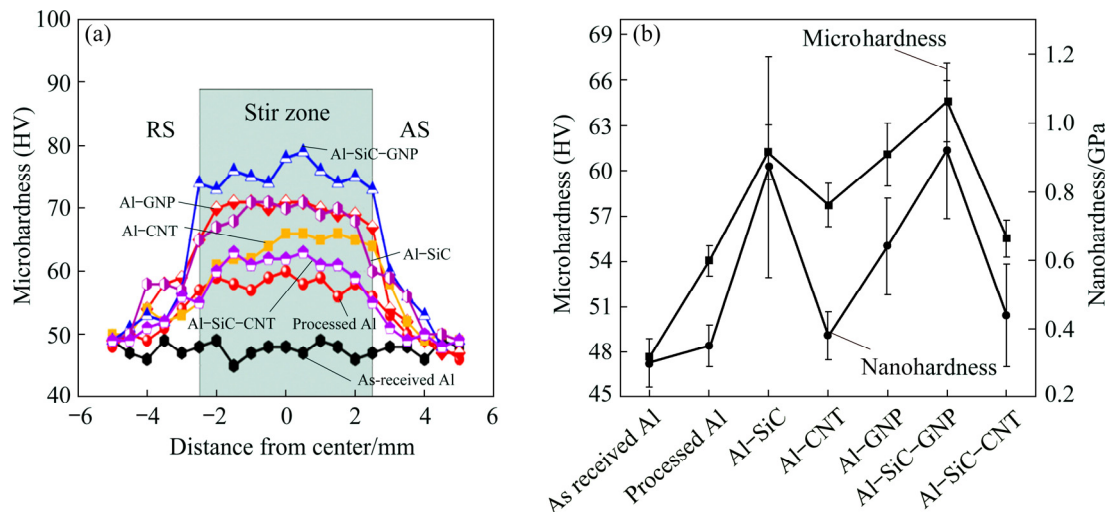 (a)
100
90
80
70
60
50
40
Microhardness (HV)
RS
Stir zone
AS
Al−SiC−GNP
Al−GNP
Al−CNT
Al−SiC
Al−SiC−CNT
Processed Al
As-received Al
−6
−4
−2
0
2
4
6
Distance from center/mm
(b)
69
66
63
60
57
54
51
48
45
Microhardness (HV)
Microhardness
Nanohardness
1.2
1.0
0.8
0.6
0.4
0.2
Nanohardness/GPa
As received Al
Processed Al
Al−SiC
Al−CNT
Al−GNP
Al−SiC−GNP
Al−SiC−CNT